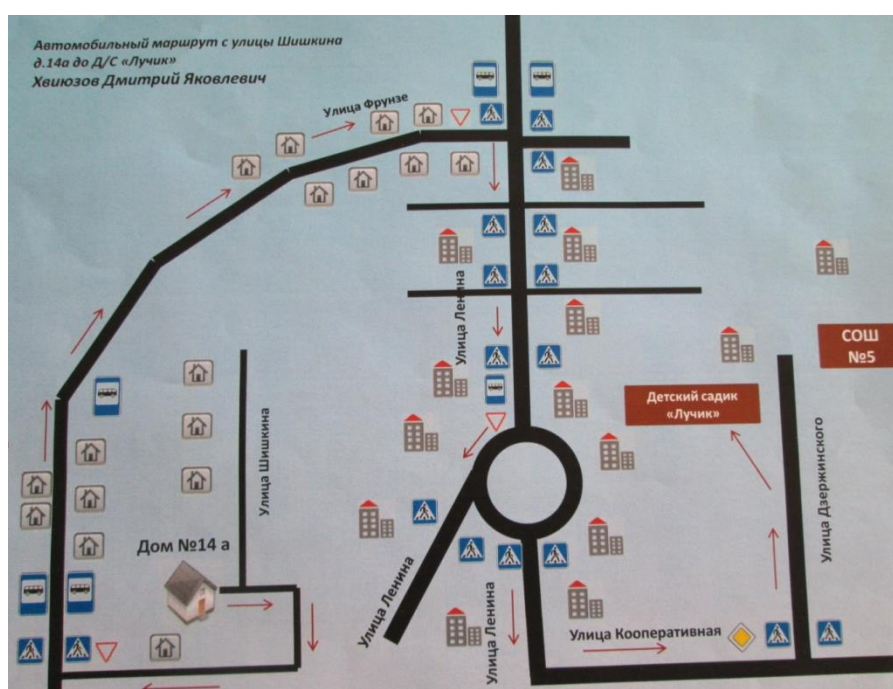 Автомобильный маршрут с улицы Шишкина
д.14а до Д/С «Лучик»
Хвиюзов Дмитрий Яковлевич
Улица Фрунзе
Улица Ленина
СОШ
№5
Детский садик
«Лучик»
Улица Шишкина
Улица Дзержинского
Дом №14 а
Улица Ленина
Улица Ленина
Улица Кооперативная